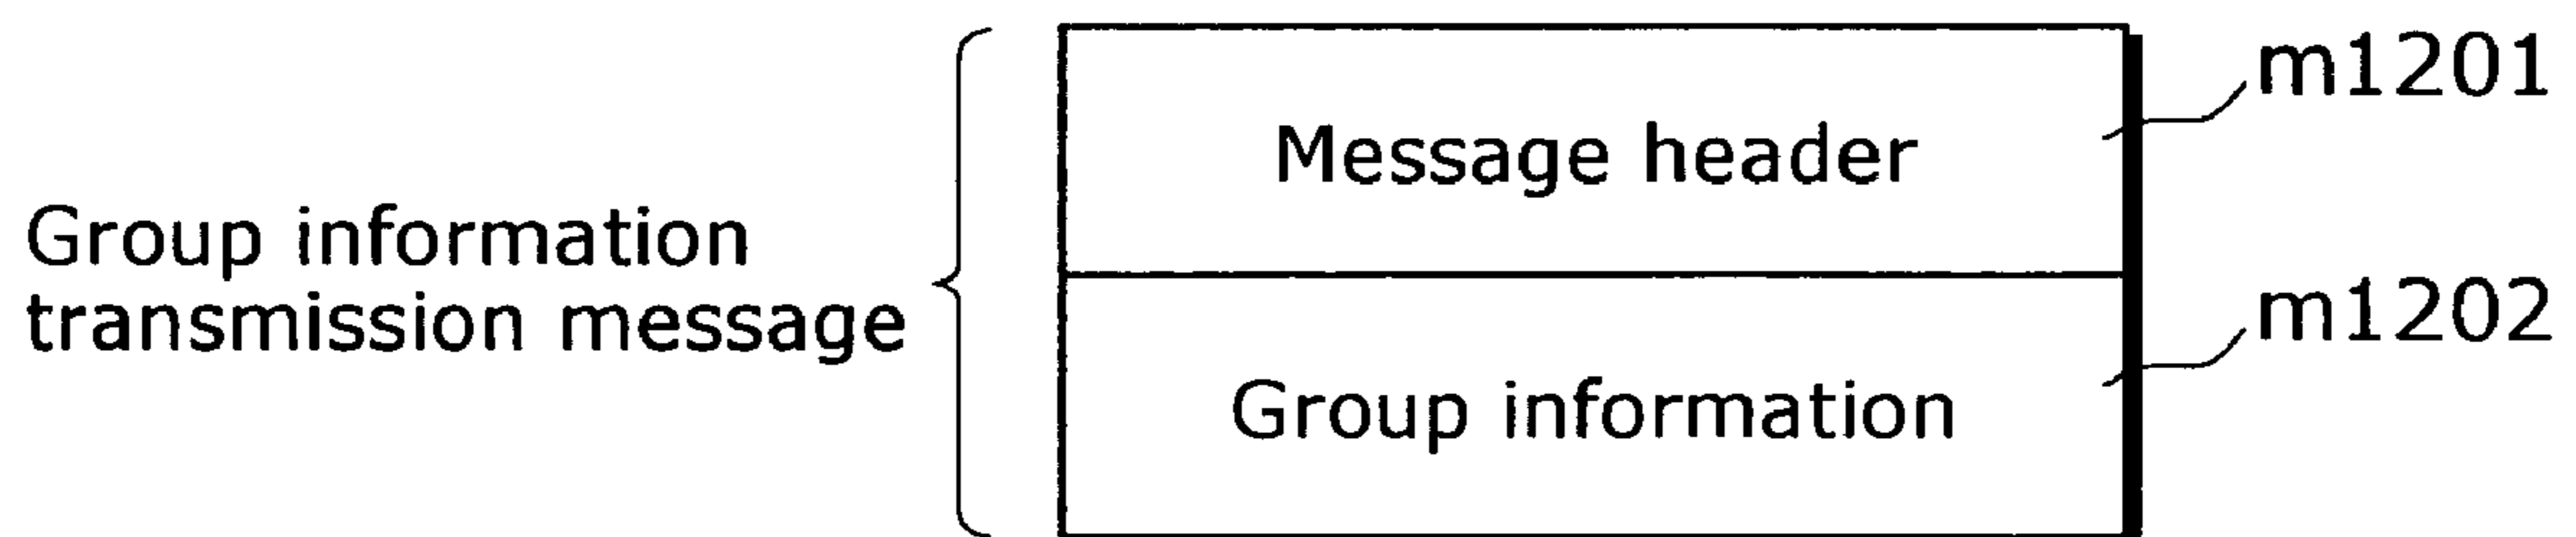 Group information
transmission message
Message header
m1201
Group information
m1202